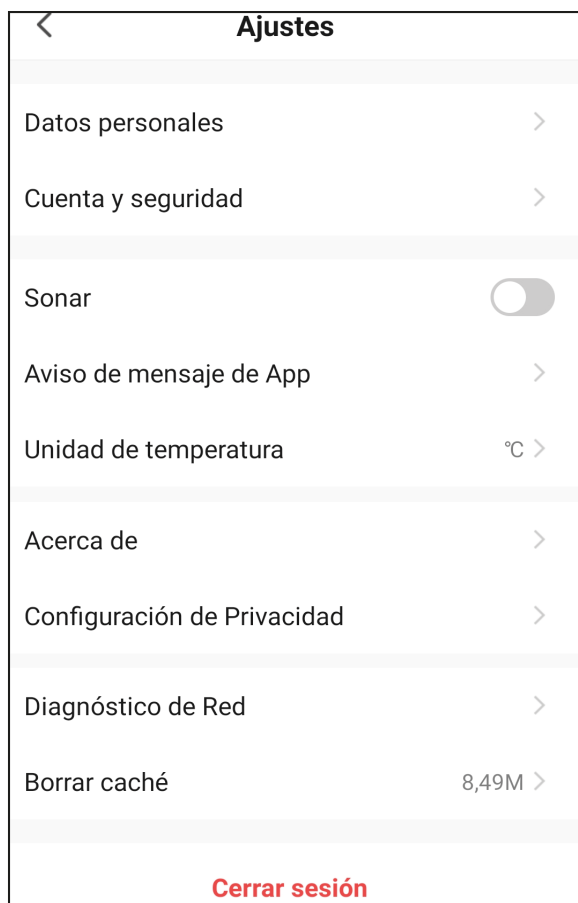 Ajustes
Datos personales
Cuenta y seguridad
Sonar
Aviso de mensaje de App
Unidad de temperatura ℃
Acerca de
Configuración de Privacidad
Diagnóstico de Red
Borrar caché 8,49M
Cerrar sesión